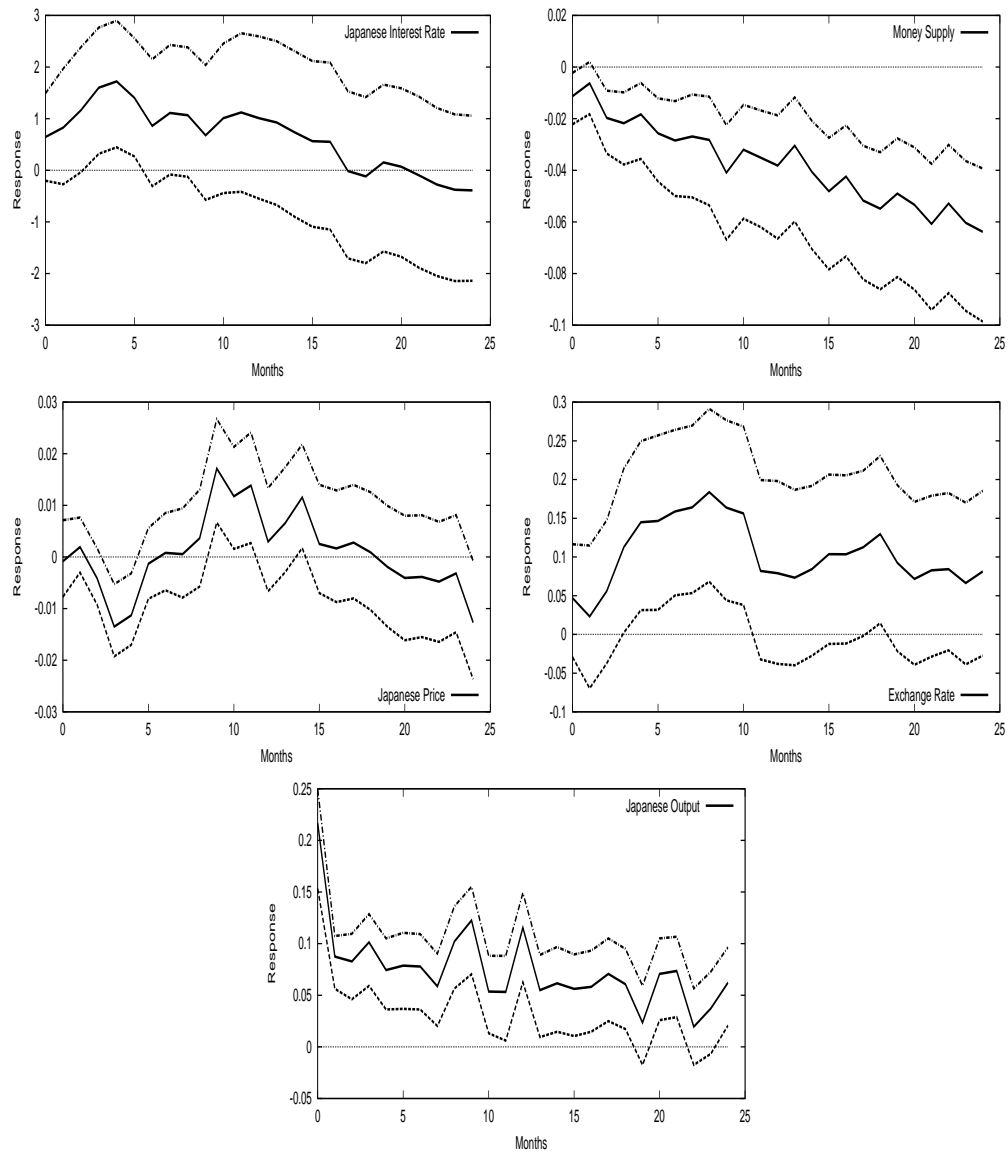 3
2
1
0
-1
-2
-3
Response
Japanese Interest Rate
0 5 10 15 20 25
Months
0.02
0
-0.02
-0.04
-0.06
-0.08
-0.1
Response
Money Supply
0 5 10 15 20 25
Months
0.03
0.02
0.01
0
-0.01
-0.02
-0.03
Response
Japanese Price
0 5 10 15 20 25
Months
0.3
0.25
0.2
0.15
0.1
0.05
0
-0.05
-0.1
Response
Exchange Rate
0 5 10 15 20 25
Months
0.25
0.2
0.15
0.1
0.05
0
-0.05
Response
Japanese Output
0 5 10 15 20 25
Months